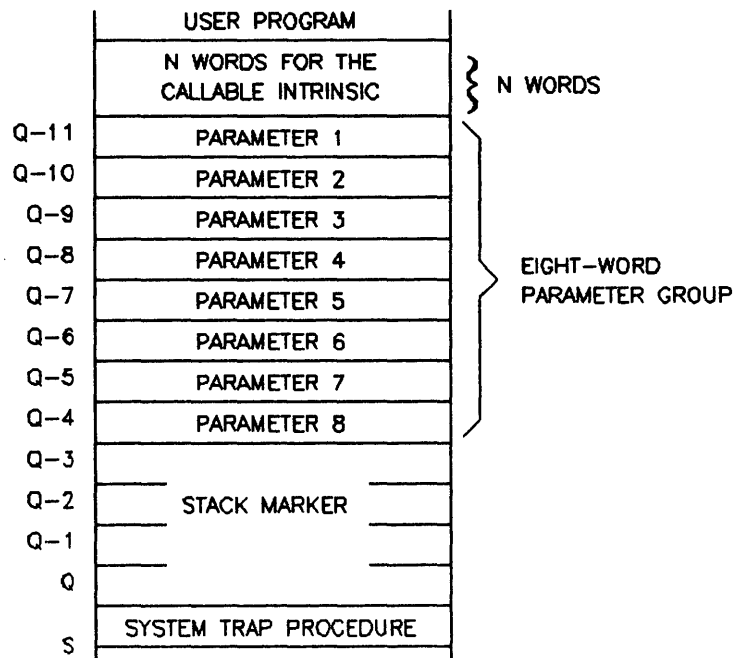 USER PROGRAM
N WORDS FOR THE
CALLABLE INTRINSIC
N WORDS
Q-11 PARAMETER 1
Q-10 PARAMETER 2
Q-9 PARAMETER 3
Q-8 PARAMETER 4
Q-7 PARAMETER 5
Q-6 PARAMETER 6
Q-5 PARAMETER 7
Q-4 PARAMETER 8
EIGHT-WORD
PARAMETER GROUP
Q-3
Q-2 STACK MARKER
Q-1
Q
SYSTEM TRAP PROCEDURE
S